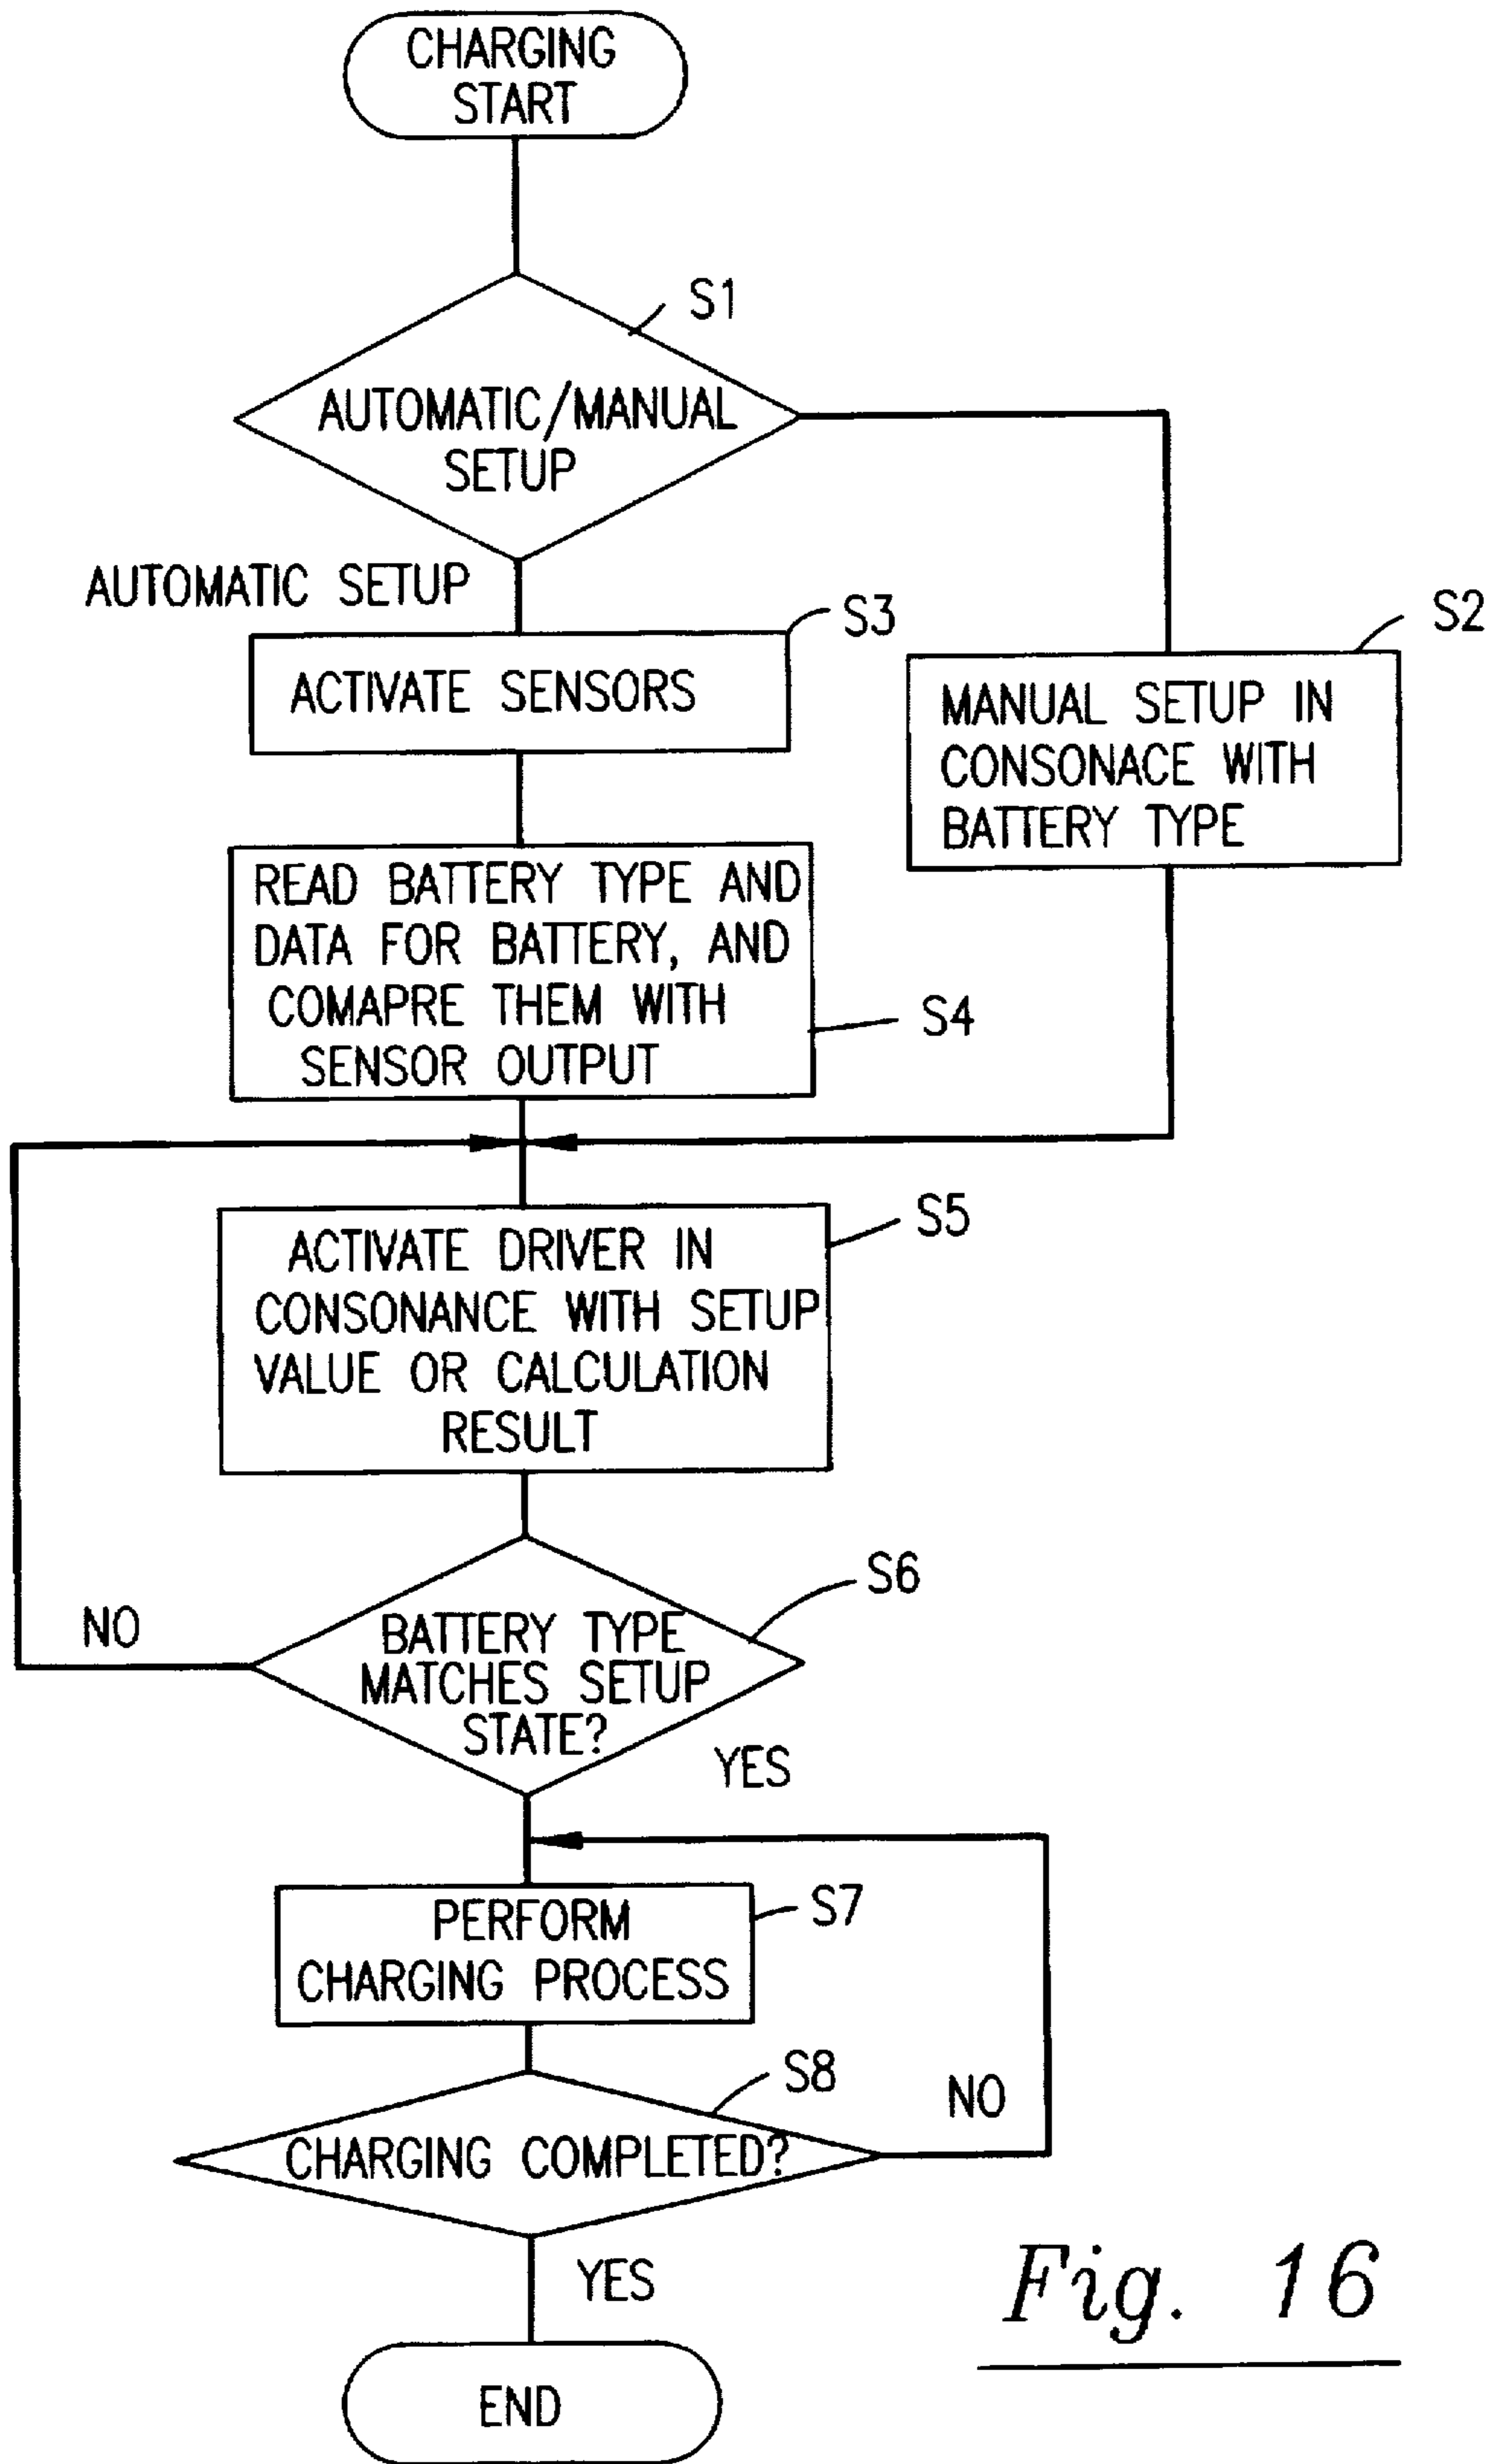 CHARGING
START
S1
AUTOMATIC/MANUAL
SETUP
AUTOMATIC SETUP
S3
ACTIVATE SENSORS
S2
MANUAL SETUP IN
CONSONACE WITH
BATTERY TYPE
READ BATTERY TYPE AND
DATA FOR BATTERY, AND
COMAPRE THEM WITH
SENSOR OUTPUT
S4
S5
ACTIVATE DRIVER IN
CONSONANCE WITH SETUP
VALUE OR CALCULATION
RESULT
S6
NO
BATTERY TYPE
MATCHES SETUP
STATE?
YES
S7
PERFORM
CHARGING PROCESS
S8
NO
CHARGING COMPLETED?
YES
END
Fig. 16